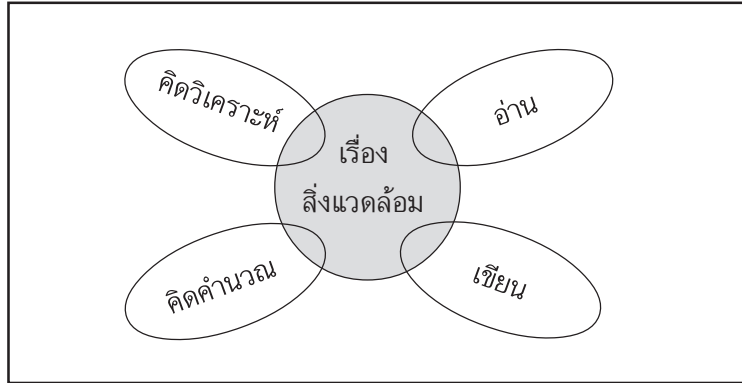 คิดวิเคราะห์
อ่าน
เรื่อง
สิ่งแวดล้อม
คิดคำนวณ
เขียน